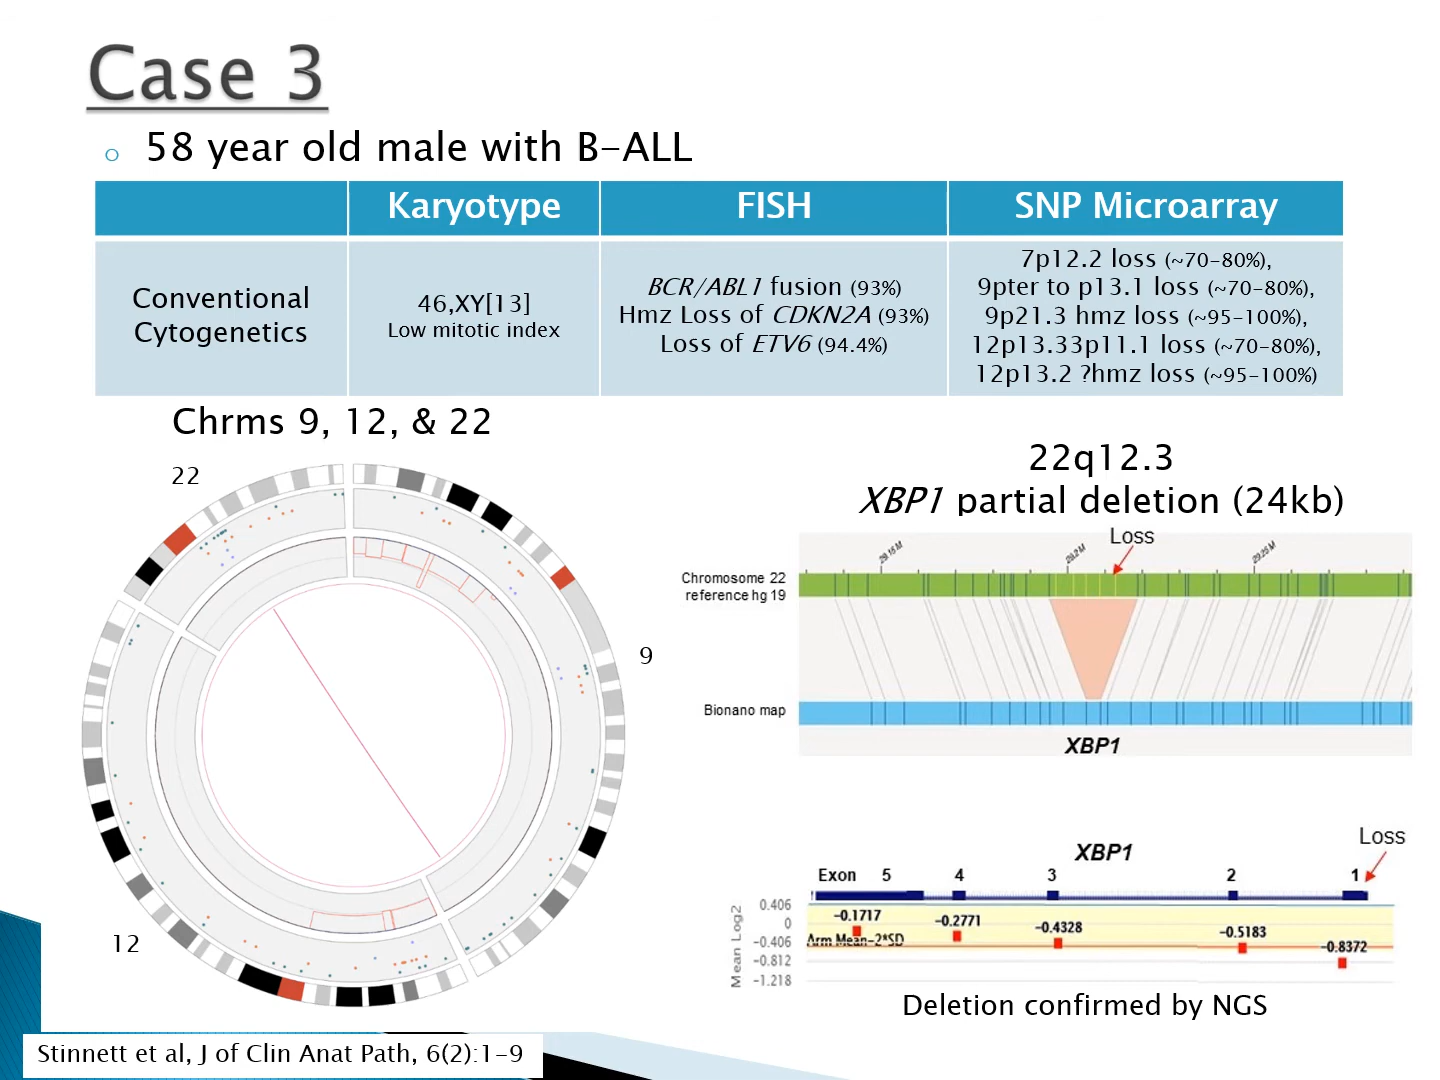 Case 3
58 year old male with B-ALL
Karyotype FISH SNP Microarray
Conventional
Cytogenetics
46,XY[13]
Low mitotic index
BCR/ABL1 fusion (93%)
Hmz Loss of CDKN2A (93%)
Loss of ETV6 (94.4%)
7p12.2 loss (~70-80%),
9pter to p13.1 loss (~70-80%),
9p21.3 hmz loss (~95-100%),
12p13.33p11.1 loss (~70-80%),
12p13.2 ?hmz loss (~95-100%)
Chrms 9, 12, & 22
22
9
12
22q12.3
XBP1 partial deletion (24kb)
Loss
29.15 M 29.2 M 29.25 M
Chromosome 22
reference hg 19
Bionano map
XBP1
Loss
XBP1
Exon 5 4 3 2 1
Mean Log2
0.406
0
-0.406
-0.812
-1.218
-0.1717 -0.2771 -0.4328 -0.5183 -0.8372
Arm Mean-2*SD
Deletion confirmed by NGS
Stinnett et al, J of Clin Anat Path, 6(2):1-9